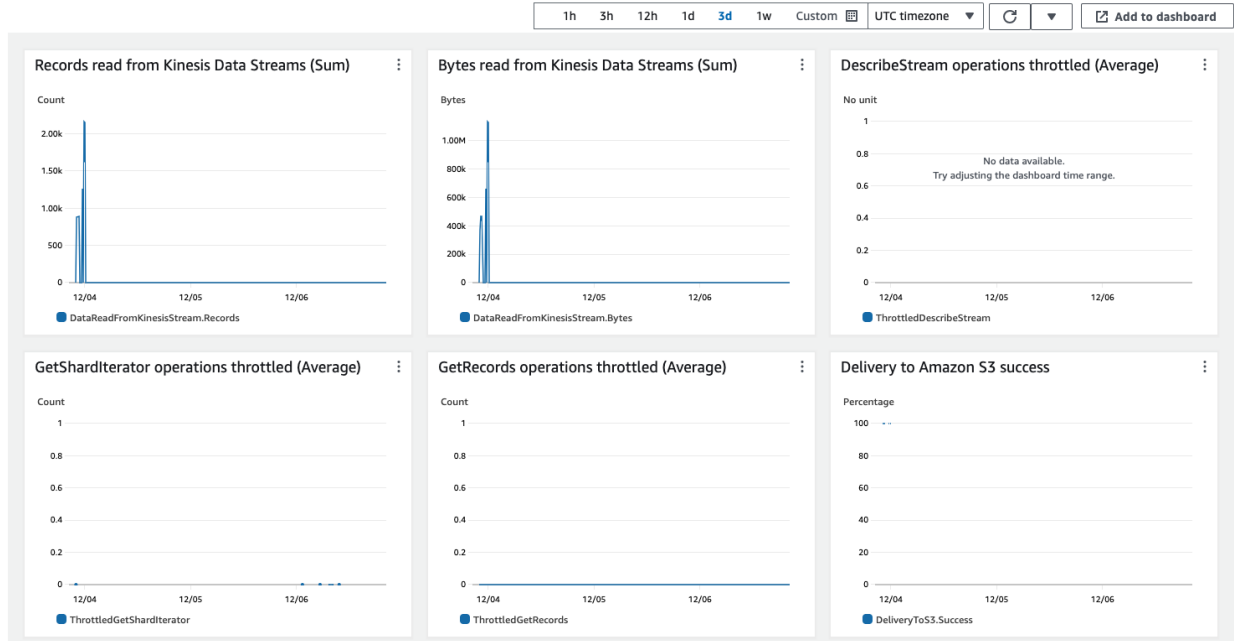 1h 3h 12h 1d 3d 1w Custom UTC timezone Add to dashboard
Records read from Kinesis Data Streams (Sum)
Count
2.00k
1.50k
1.00k
500
0
12/04 12/05 12/06
DataReadFromKinesisStream.Records
Bytes read from Kinesis Data Streams (Sum)
Bytes
1.00M
800k
600k
400k
200k
0
12/04 12/05 12/06
DataReadFromKinesisStream.Bytes
DescribeStream operations throttled (Average)
No unit
1
0.8
No data available.
Try adjusting the dashboard time range.
0.6
0.4
0.2
0
12/04 12/05 12/06
ThrottledDescribeStream
GetShardIterator operations throttled (Average)
Count
1
0.8
0.6
0.4
0.2
0
12/04 12/05 12/06
ThrottledGetShardIterator
GetRecords operations throttled (Average)
Count
1
0.8
0.6
0.4
0.2
0
12/04 12/05 12/06
ThrottledGetRecords
Delivery to Amazon S3 success
Percentage
100
80
60
40
20
0
12/04 12/05 12/06
DeliveryToS3.Success